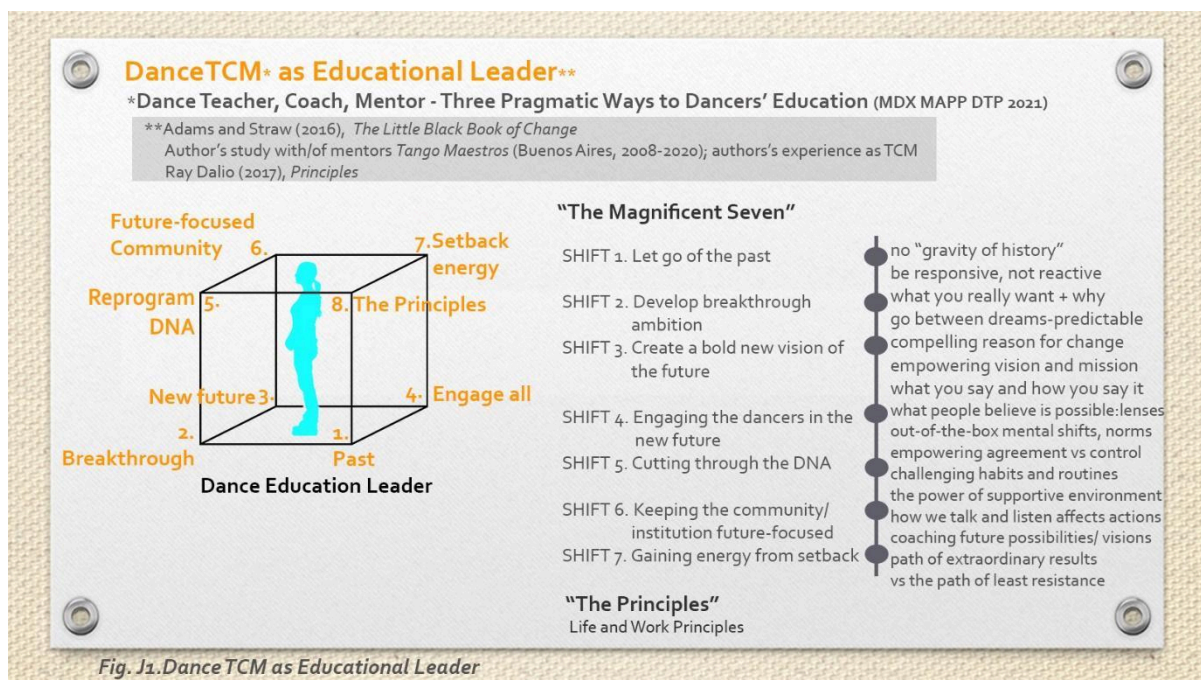 DanceTCM* as Educational Leader**
*Dance Teacher, Coach, Mentor - Three Pragmatic Ways to Dancers' Education (MDX MAPP DTP 2021)
**Adams and Straw (2016), The Little Black Book of Change
Author's study with/of mentors Tango Maestros (Buenos Aires, 2008-2020); authors's experience as TCM
Ray Dalio (2017), Principles
Future-focused
Community 6.
7.Setback
energy
Reprogram 5.
DNA
8. The Principles
New future 3.
4. Engage all
2.
Breakthrough
1.
Past
Dance Education Leader
"The Magnificent Seven"
SHIFT 1. Let go of the past
SHIFT 2. Develop breakthrough
ambition
SHIFT 3. Create a bold new vision of
the future
SHIFT 4. Engaging the dancers in the
new future
SHIFT 5. Cutting through the DNA
SHIFT 6. Keeping the community/
institution future-focused
SHIFT 7. Gaining energy from setback
no "gravity of history"
be responsive, not reactive
what you really want + why
go between dreams-predictable
compelling reason for change
empowering vision and mission
what you say and how you say it
what people believe is possible:lenses
out-of-the-box mental shifts, norms
empowering agreement vs control
challenging habits and routines
the power of supportive environment
how we talk and listen affects actions
coaching future possibilities/ visions
path of extraordinary results
vs the path of least resistance
"The Principles"
Life and Work Principles
Fig. J1.DanceTCM as Educational Leader